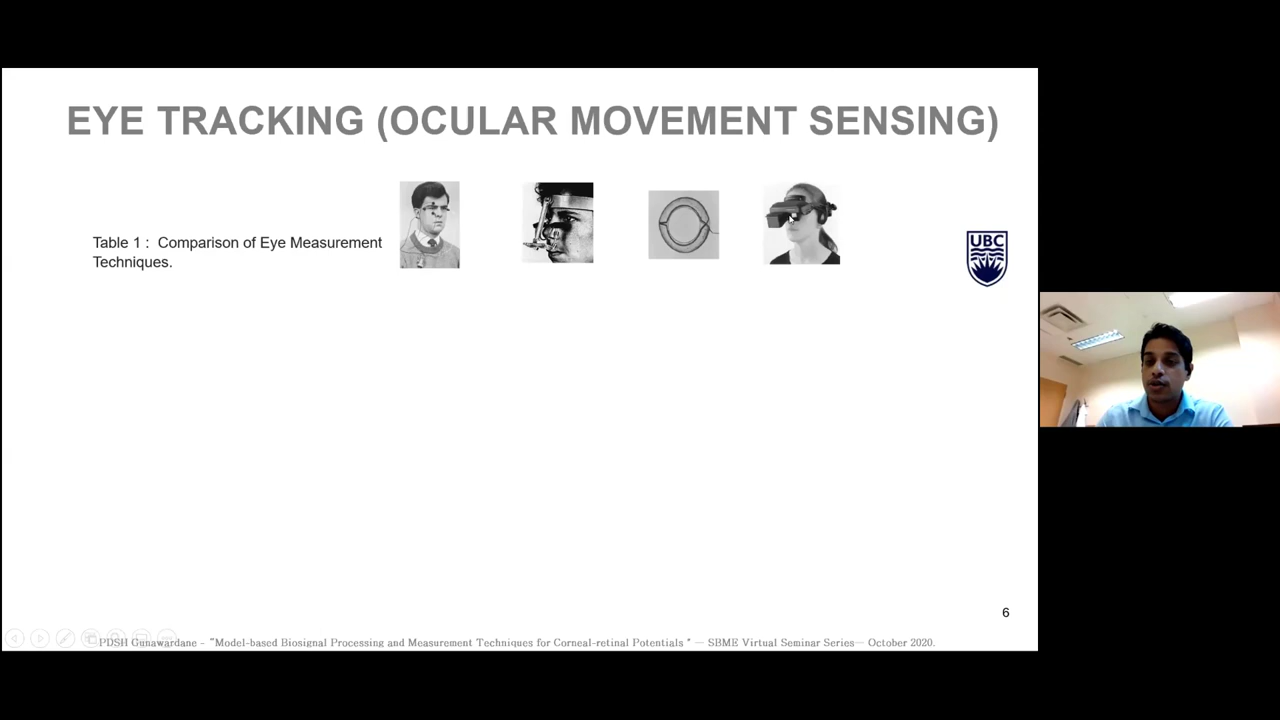 EYE TRACKING (OCULAR MOVEMENT SENSING)
Table 1 :  Comparison of Eye Measurement
Techniques.
UBC
6
PDSH Gunawardane - "Model-based Biosignal Processing and Measurement Techniques for Corneal-retinal Potentials " — SBME Virtual Seminar Series— October 2020.